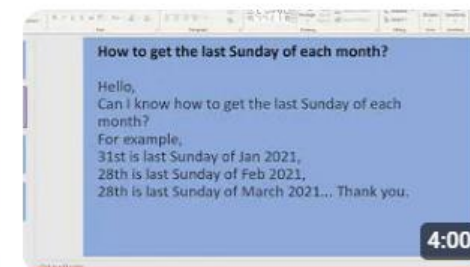 How to get the last Sunday of each month?
Hello,
Can I know how to get the last Sunday of each
month?
For example,
31st is last Sunday of Jan 2021,
28th is last Sunday of Feb 2021,
28th is last Sunday of March 2021... Thank you.
4:00